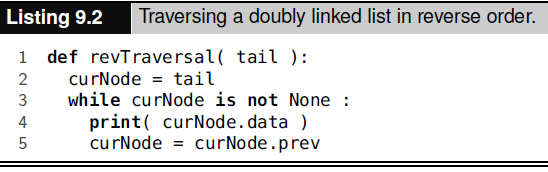 Listing 9.2 Traversing a doubly linked list in reverse order.
1 def revTraversal( tail ):
2 curNode = tail
3 while curNode is not None :
4 print( curNode.data )
5 curNode = curNode.prev